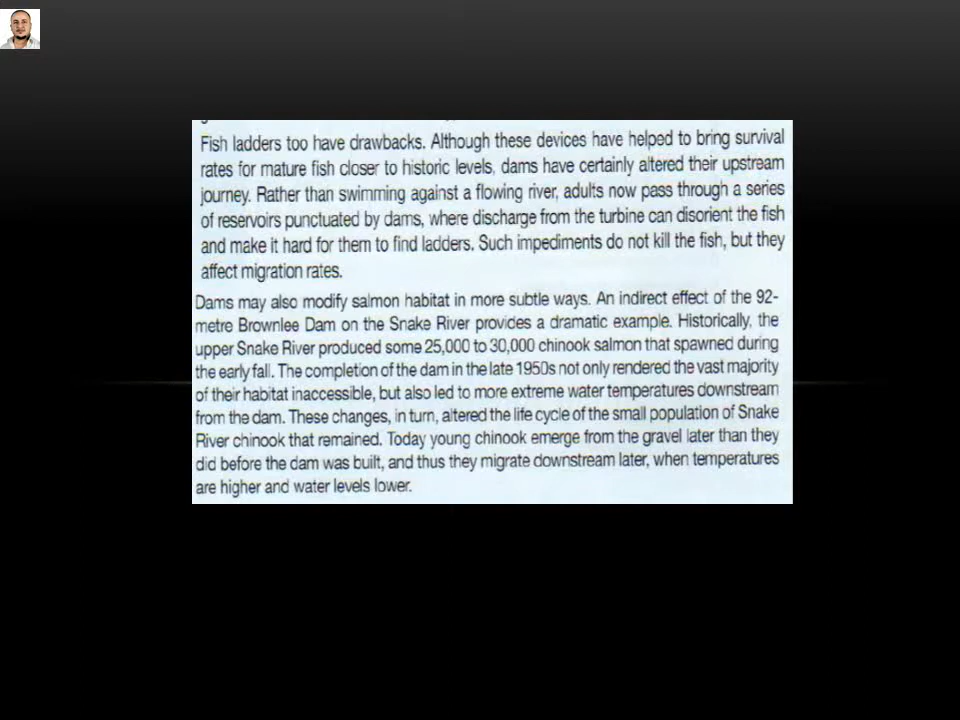 Fish ladders too have drawbacks. Although these devices have helped to bring survival
rates for mature fish closer to historic levels, dams have certainly altered their upstream
journey. Rather than swimming against a flowing river, adults now pass through a series
of reservoirs punctuated by dams, where discharge from the turbine can disorient the fish
and make it hard for them to find ladders. Such impediments do not kill the fish, but they
affect migration rates.
Dams may also modify salmon habitat in more subtle ways. An indirect effect of the 92-
metre Brownlee Dam on the Snake River provides a dramatic example. Historically, the
upper Snake River produced some 25,000 to 30,000 chinook salmon that spawned during
the early fall. The completion of the dam in the late 1950s not only rendered the vast majority
of their habitat inaccessible, but also led to more extreme water temperatures downstream
from the dam. These changes, in turn, altered the life cycle of the small population of Snake
River chinook that remained. Today young chinook emerge from the gravel later than they
did before the dam was built, and thus they migrate downstream later, when temperatures
are higher and water levels lower.